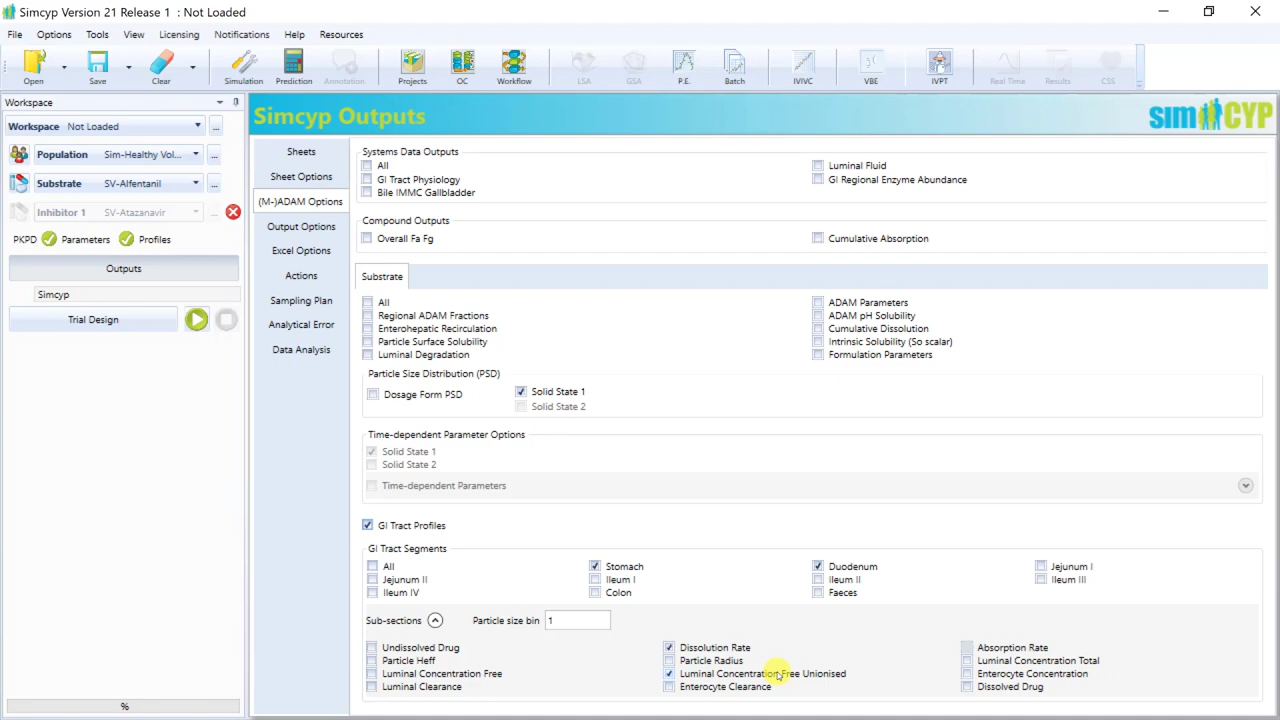 Simcyp Version 21 Release 1 : Not Loaded
File Options Tools View Licensing Notifications Help Resources
Open Save Clear Simulation Prediction Annotation Projects OC Workflow LSA GSA P.E. Batch IVIVC VBE IVPT Real Time Results CSS
Workspace
Workspace Not Loaded ...
Population Sim-Healthy Vol... ...
Substrate SV-Alfentanil ...
Inhibitor 1 SV-Atazanavir ...
PKPD Parameters Profiles
Outputs
Simcyp
Trial Design
%
Simcyp Outputs
simCYP
Sheets
Sheet Options
(M-)ADAM Options
Output Options
Excel Options
Actions
Sampling Plan
Analytical Error
Data Analysis
Systems Data Outputs
All Luminal Fluid
GI Tract Physiology GI Regional Enzyme Abundance
Bile IMMC Gallbladder
Compound Outputs
Overall Fa Fg Cumulative Absorption
Substrate
All ADAM Parameters
Regional ADAM Fractions ADAM pH Solubility
Enterohepatic Recirculation Cumulative Dissolution
Particle Surface Solubility Intrinsic Solubility (So scalar)
Luminal Degradation Formulation Parameters
Particle Size Distribution (PSD)
Dosage Form PSD Solid State 1
Solid State 2
Time-dependent Parameter Options
Solid State 1
Solid State 2
Time-dependent Parameters
GI Tract Profiles
GI Tract Segments
All Stomach Duodenum Jejunum I
Jejunum II Ileum I Ileum II Ileum III
Ileum IV Colon Faeces
Sub-sections Particle size bin 1
Undissolved Drug Dissolution Rate Absorption Rate
Particle Heff Particle Radius Luminal Concentration Total
Luminal Concentration Free Luminal Concentration Free Unionised Enterocyte Concentration
Luminal Clearance Enterocyte Clearance Dissolved Drug